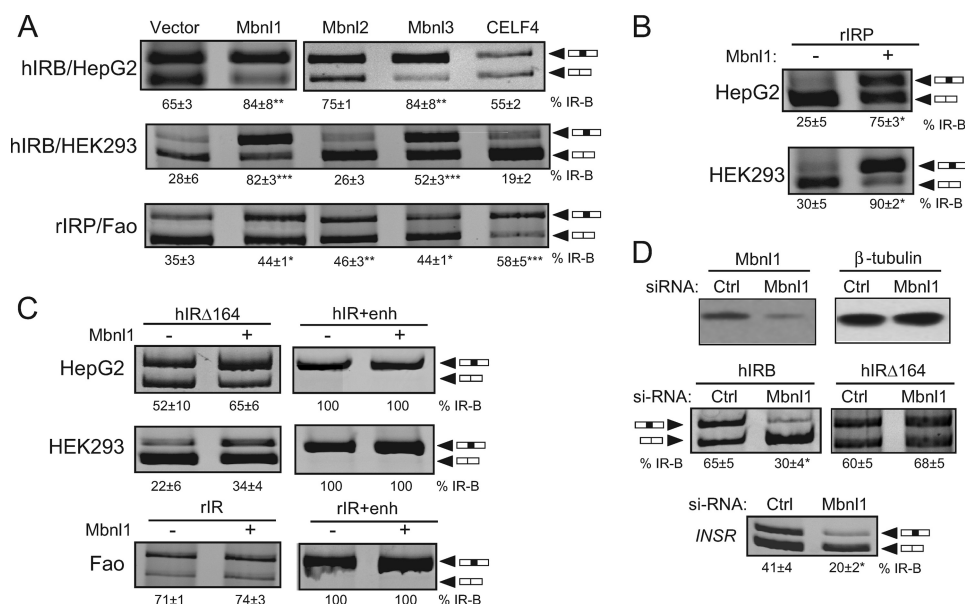 A
Vector Mbnl1 Mbnl2 Mbnl3 CELF4
hIRB/HepG2
65±3 84±8** 75±1 84±8** 55±2 % IR-B
hIRB/HEK293
28±6 82±3*** 26±3 52±3*** 19±2 % IR-B
rIRP/Fao
35±3 44±1* 46±3** 44±1* 58±5*** % IR-B
B
rIRP
Mbnl1: - +
HepG2
25±5 75±3* % IR-B
HEK293
30±5 90±2* % IR-B
C
hIRΔ164 hIR+enh
Mbnl1 - + - +
HepG2
52±10 65±6 100 100 % IR-B
HEK293
22±6 34±4 100 100 % IR-B
rIR rIR+enh
Mbnl1 - + - +
Fao
71±1 74±3 100 100 % IR-B
D
Mbnl1 β-tubulin
siRNA: Ctrl Mbnl1 Ctrl Mbnl1
hIRB hIRΔ164
si-RNA: Ctrl Mbnl1 Ctrl Mbnl1
% IR-B 65±5 30±4* 60±5 68±5
si-RNA: Ctrl Mbnl1
INSR
41±4 20±2* % IR-B